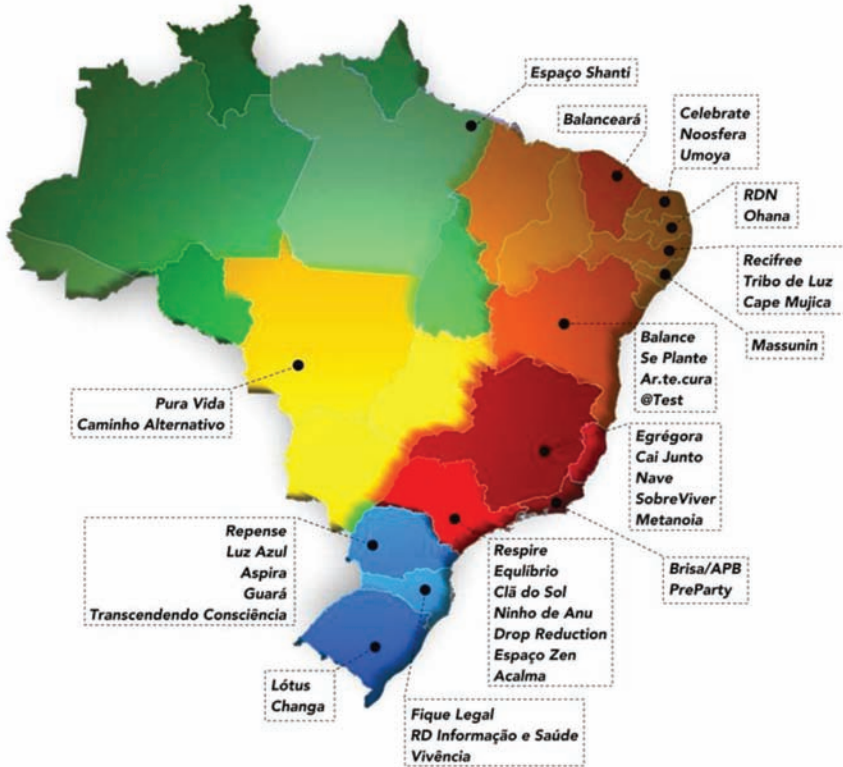 Espaço Shanti
Balanceará
Celebrate
Noosfera
Umoya
RDN
Ohana
Recifree
Tribo de Luz
Cape Mujica
Massunin
Balance
Se Plante
Ar.te.cura
@Test
Pura Vida
Caminho Alternativo
Egrégora
Cai Junto
Nave
SobreViver
Metanoia
Brisa/APB
PreParty
Repense
Luz Azul
Aspira
Guará
Transcendendo Consciência
Respire
Equlíbrio
Clã do Sol
Ninho de Anu
Drop Reduction
Espaço Zen
Acalma
Lótus
Changa
Fique Legal
RD Informação e Saúde
Vivência